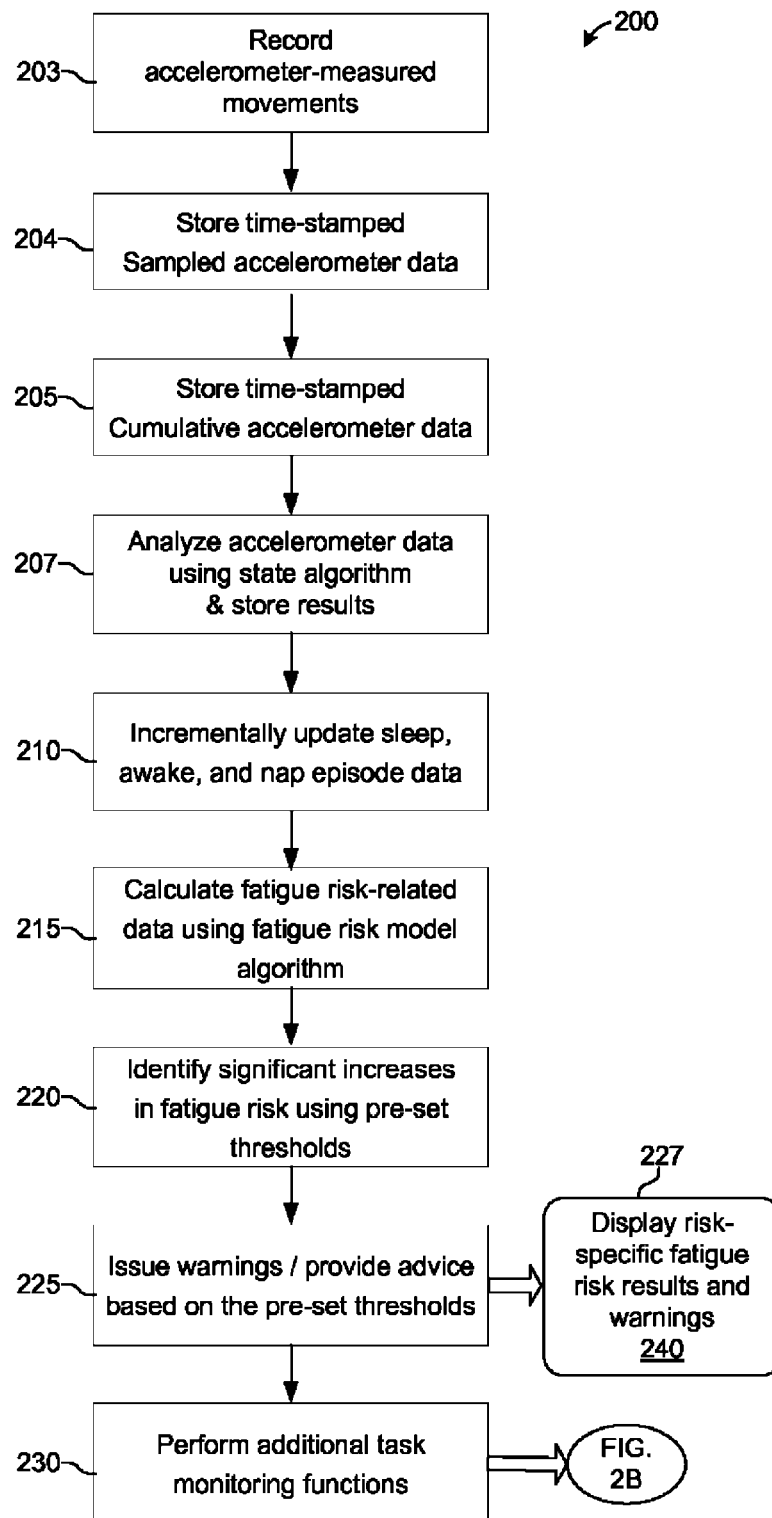 200
203
Record
accelerometer-measured
movements
204
Store time-stamped
Sampled accelerometer data
205
Store time-stamped
Cumulative accelerometer data
207
Analyze accelerometer data
using state algorithm
& store results
210
Incrementally update sleep,
awake, and nap episode data
215
Calculate fatigue risk-related
data using fatigue risk model
algorithm
220
Identify significant increases
in fatigue risk using pre-set
thresholds
225
Issue warnings / provide advice
based on the pre-set thresholds
227
Display risk-
specific fatigue
risk results and
warnings
240
230
Perform additional task
monitoring functions
FIG.
2B